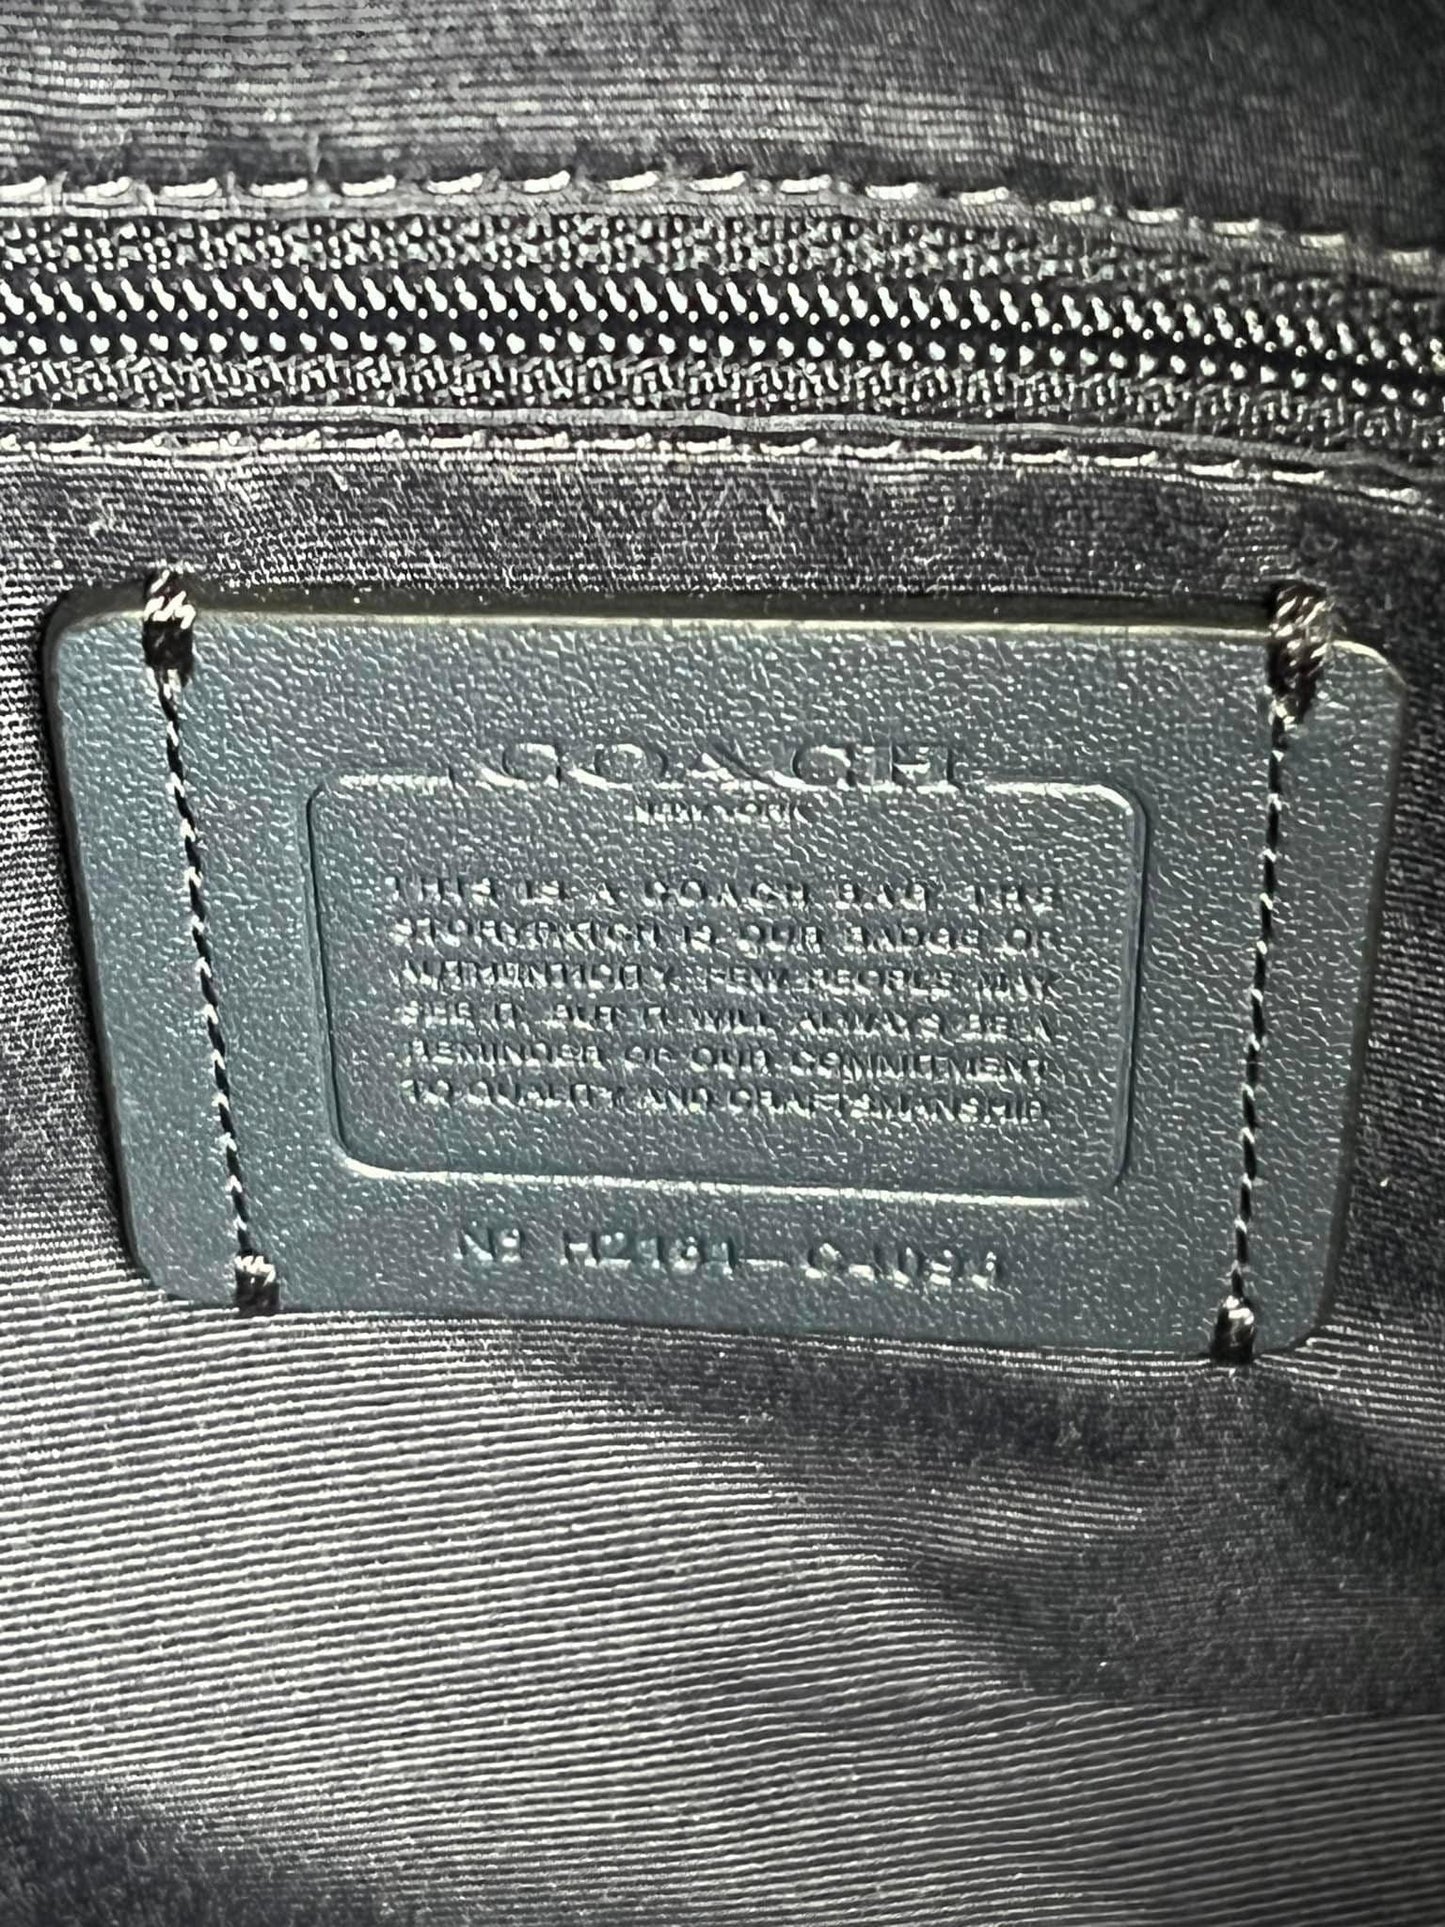 COACH
NEW YORK
THIS IS A COACH BAG. THE
STORYPATCH IS OUR BADGE OF
AUTHENTICITY. FEW PEOPLE MAY
SEE IT, BUT IT WILL ALWAYS BE A
REMINDER OF OUR COMMITMENT
TO QUALITY AND CRAFTSMANSHIP.
Nº